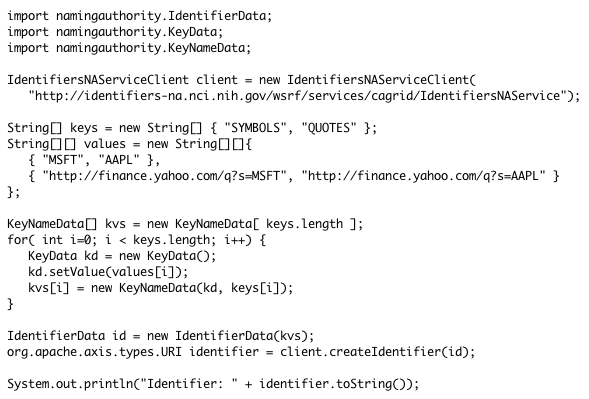 import namingauthority.IdentifierData;
import namingauthority.KeyData;
import namingauthority.KeyNameData;

IdentifiersNAServiceClient client = new IdentifiersNAServiceClient(
   "http://identifiers-na.nci.nih.gov/wsrf/services/cagrid/IdentifiersNAService");

String[] keys = new String[] { "SYMBOLS", "QUOTES" };
String[][] values = new String[][]{
   { "MSFT", "AAPL" },
   { "http://finance.yahoo.com/q?s=MSFT", "http://finance.yahoo.com/q?s=AAPL" }
};

KeyNameData[] kvs = new KeyNameData[ keys.length ];
for( int i=0; i < keys.length; i++) {
   KeyData kd = new KeyData();
   kd.setValue(values[i]);
   kvs[i] = new KeyNameData(kd, keys[i]);
}

IdentifierData id = new IdentifierData(kvs);
org.apache.axis.types.URI identifier = client.createIdentifier(id);

System.out.println("Identifier: " + identifier.toString());